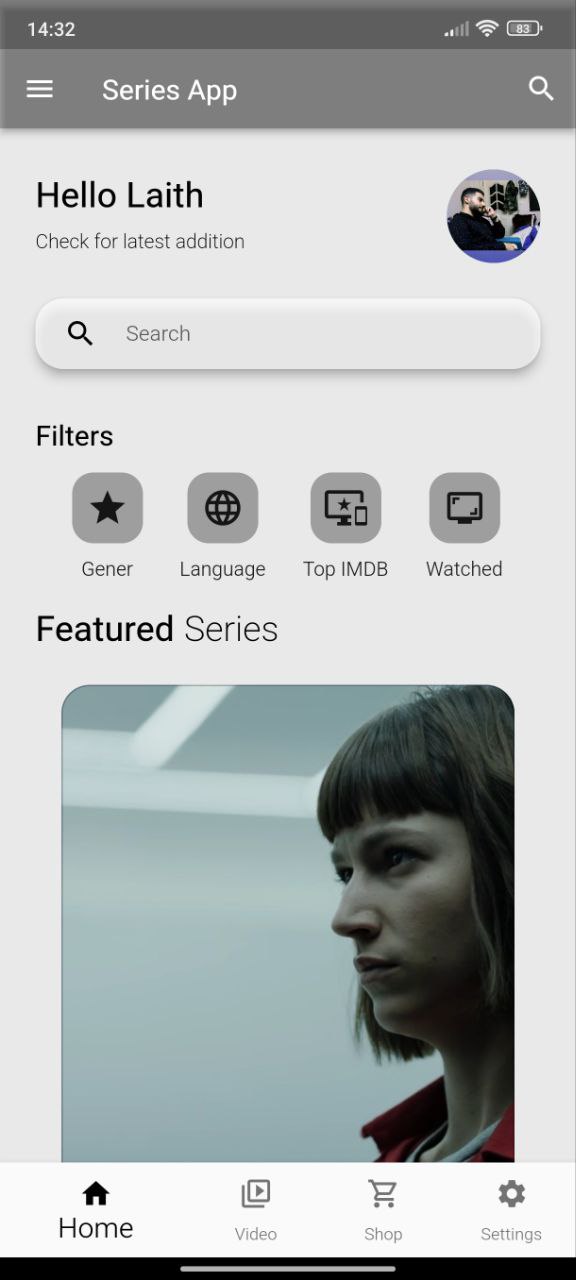 14:32
83
Series App
Hello Laith
Check for latest addition
Search
Filters
Gener
Language
Top IMDB
Watched
Featured Series
Home
Video
Shop
Settings